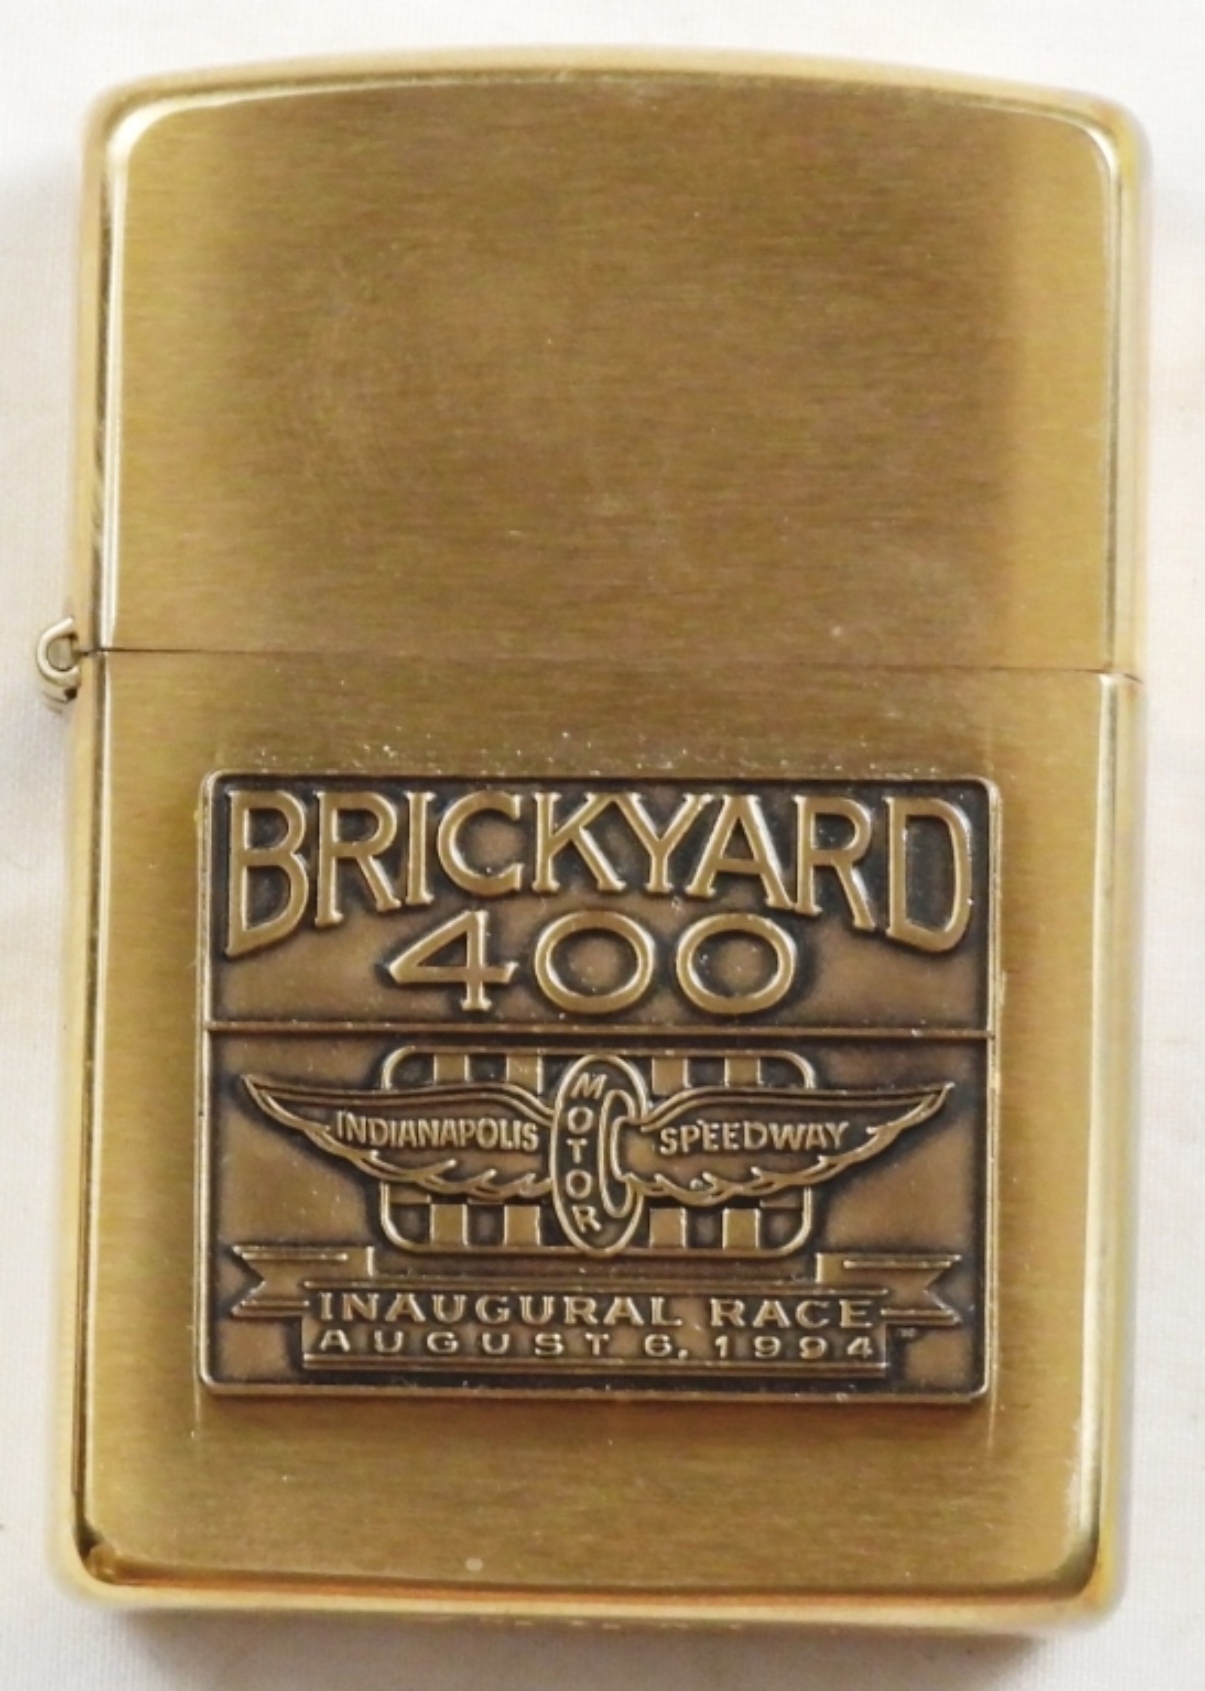 BRICKYARD
400
INDIANAPOLIS MOTOR SPEEDWAY
INAUGURAL RACE
AUGUST 6, 1994